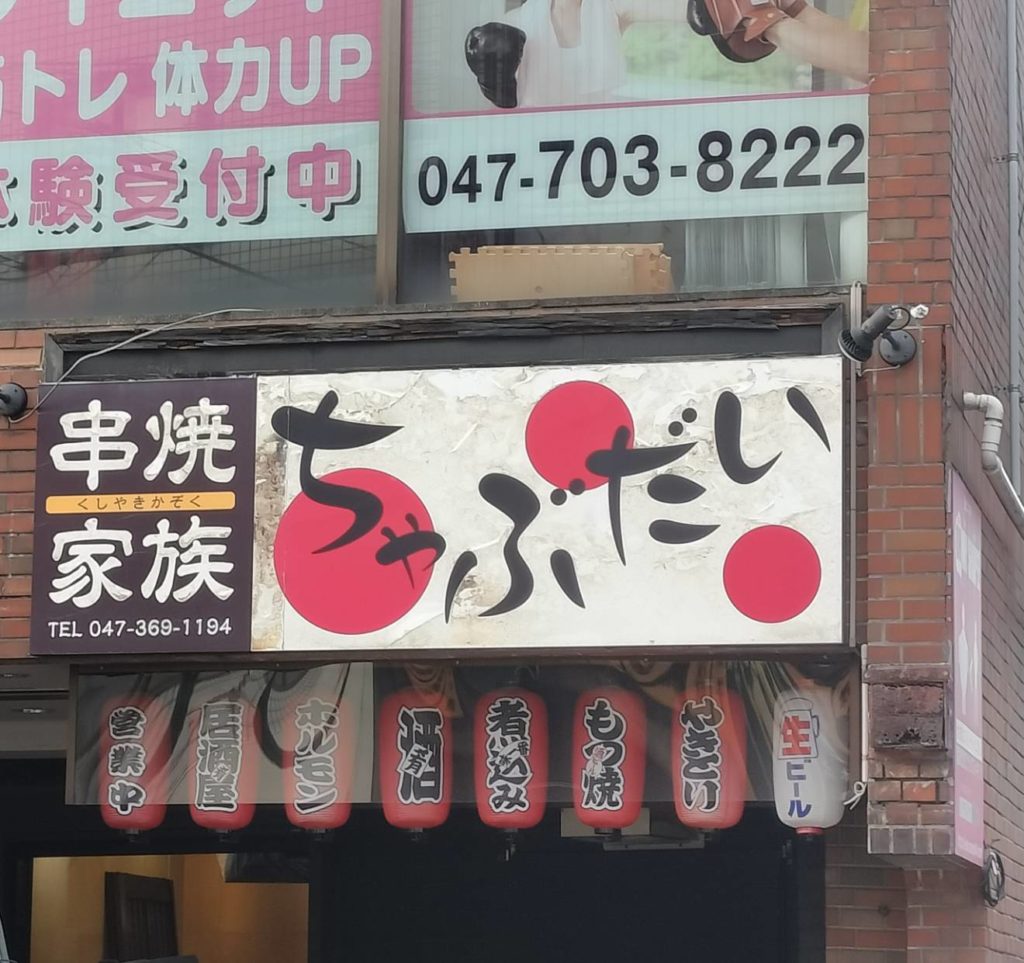 トレ 体力UP
験受付中
047-703-8222
串焼
くしやきかぞく
家族
TEL 047-369-1194
ちゃぶだい
営業中
居酒屋
ホルモン
酒
煮込み
もつ焼
やきとり
生ビール